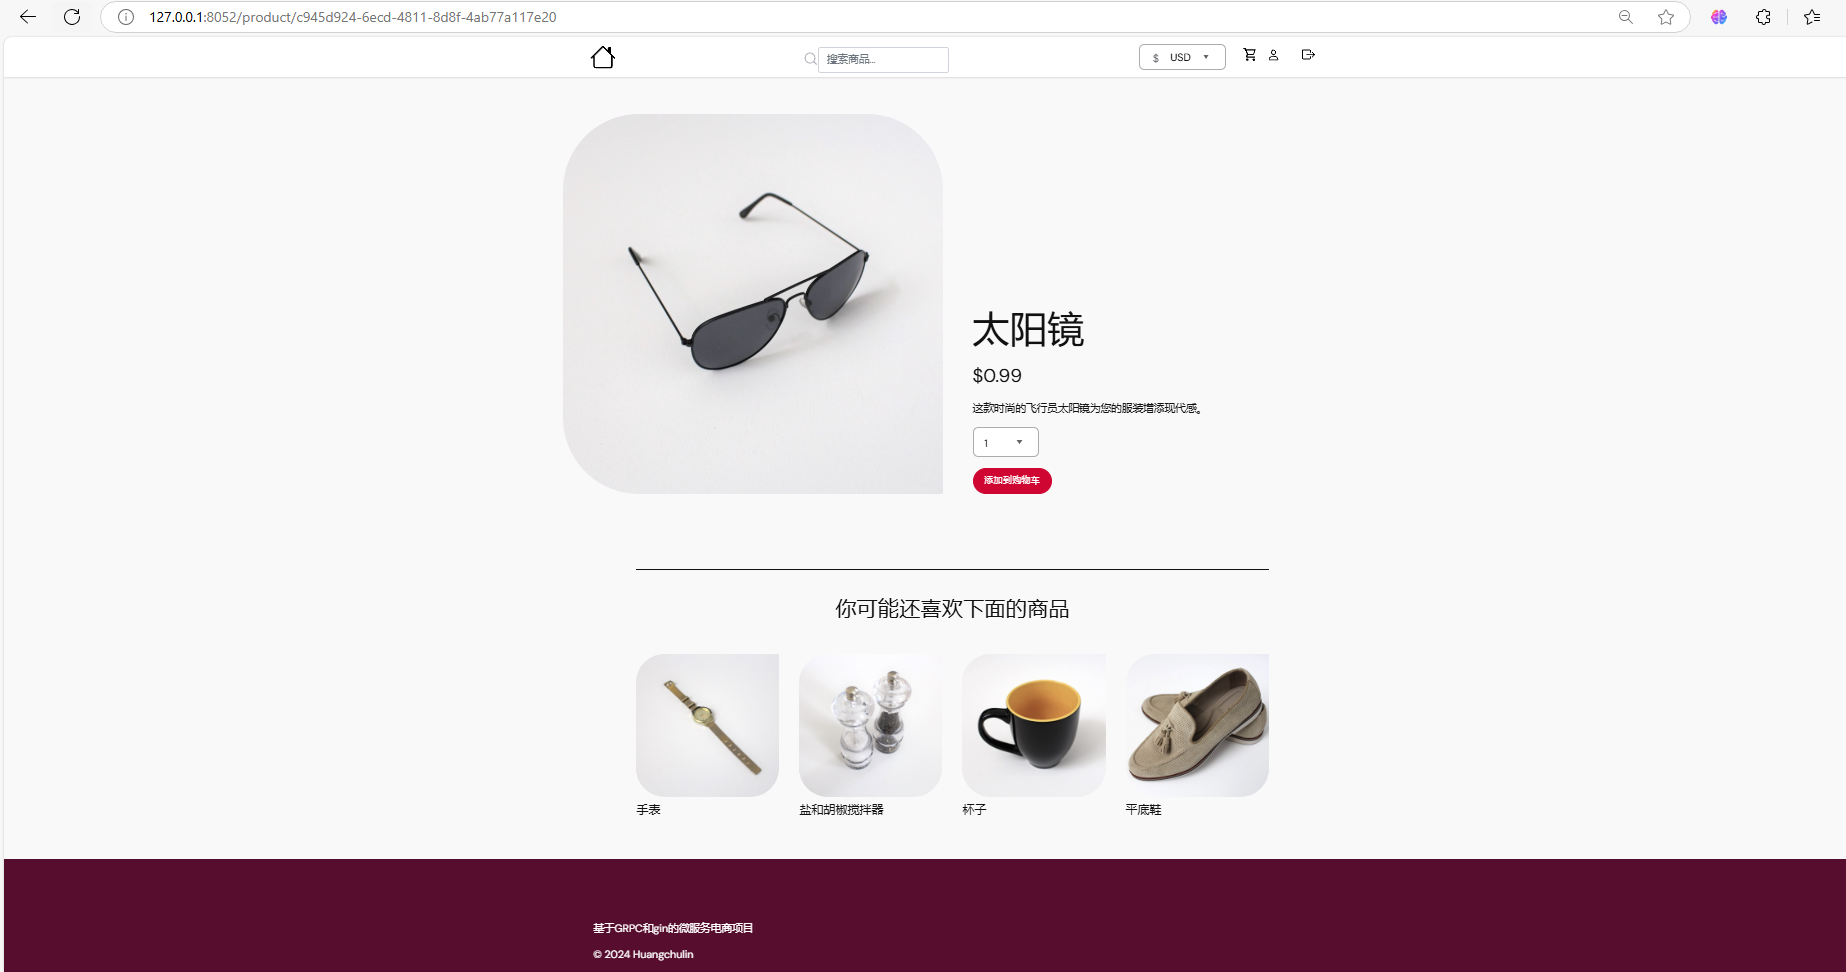 127.0.0.1:8052/product/c945d924-6ecd-4811-8d8f-4ab77a117e20
搜索商品...
$ USD
太阳镜
$0.99
这款时尚的飞行员太阳镜为您的服装增添现代感。
1
添加到购物车
你可能还喜欢下面的商品
手表
盐和胡椒搅拌器
杯子
平底鞋
基于GRPC和gin的微服务电商项目
© 2024 Huangchulin